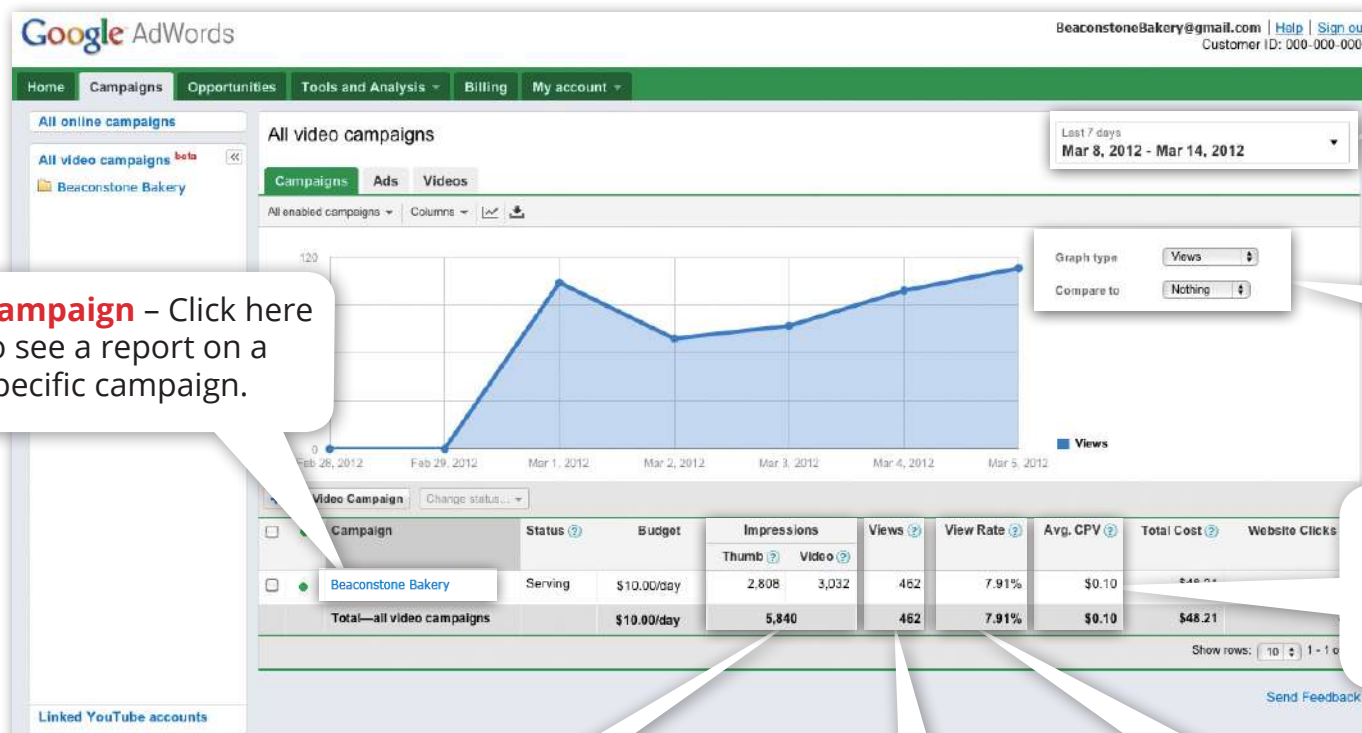 Google AdWords
BeaconstoneBakery@gmail.com | Help | Sign ou
Customer ID: 000-000-000
Home Campaigns Opportunities Tools and Analysis Billing My account
All online campaigns
All video campaigns beta
Beaconstone Bakery
All video campaigns
Last 7 days
Mar 8, 2012 - Mar 14, 2012
Campaigns Ads Videos
All enabled campaigns Columns
120
Graph type Views
Compare to Nothing
ampaign – Click here
o see a report on a
pecific campaign.
0
Views
Feb 28, 2012 Feb 29, 2012 Mar 1, 2012 Mar 2, 2012 Mar 3, 2012 Mar 4, 2012 Mar 5, 2012
Video Campaign Change status...
Campaign Status Budget Impressions Views View Rate Avg. CPV Total Cost Website Clicks
Thumb Video
Beaconstone Bakery Serving $10.00/day 2,808 3,032 462 7.91% $0.10
Total—all video campaigns $10.00/day 5,840 462 7.91% $0.10 $48.21
Show rows: 10 1 - 1 o
Send Feedback
Linked YouTube accounts